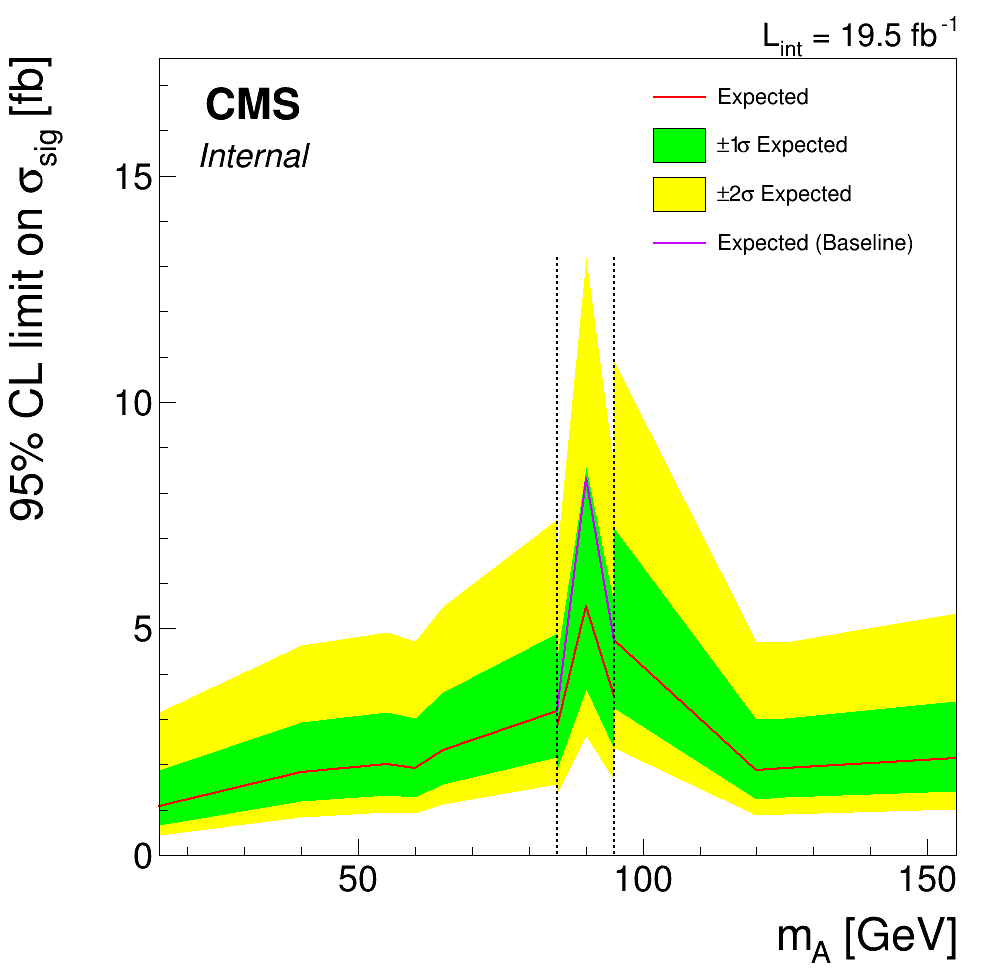 L_int = 19.5 fb^-1
95% CL limit on σ_sig [fb]
CMS
Internal
Expected
±1σ Expected
±2σ Expected
Expected (Baseline)
15
10
5
0
50 100 150
m_A [GeV]